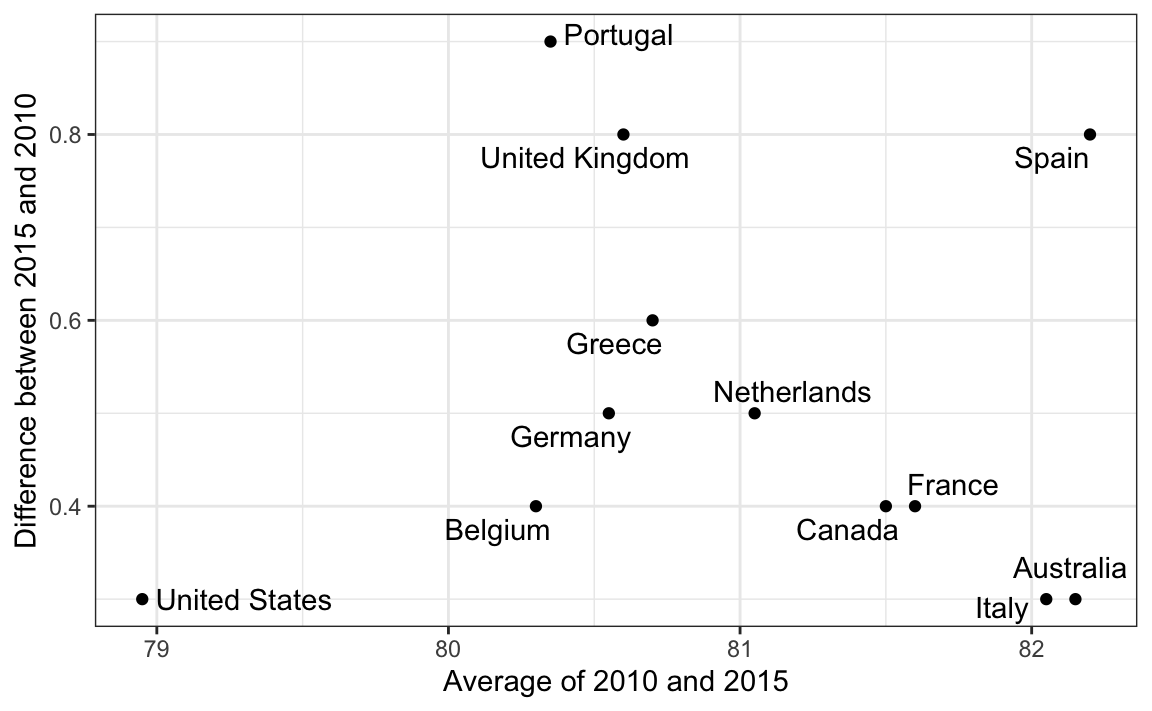 Portugal
0.8
United Kingdom
Spain
Difference between 2015 and 2010
0.6
Greece
Netherlands
Germany
France
0.4
Belgium
Canada
Australia
United States
Italy
79
80
81
82
Average of 2010 and 2015